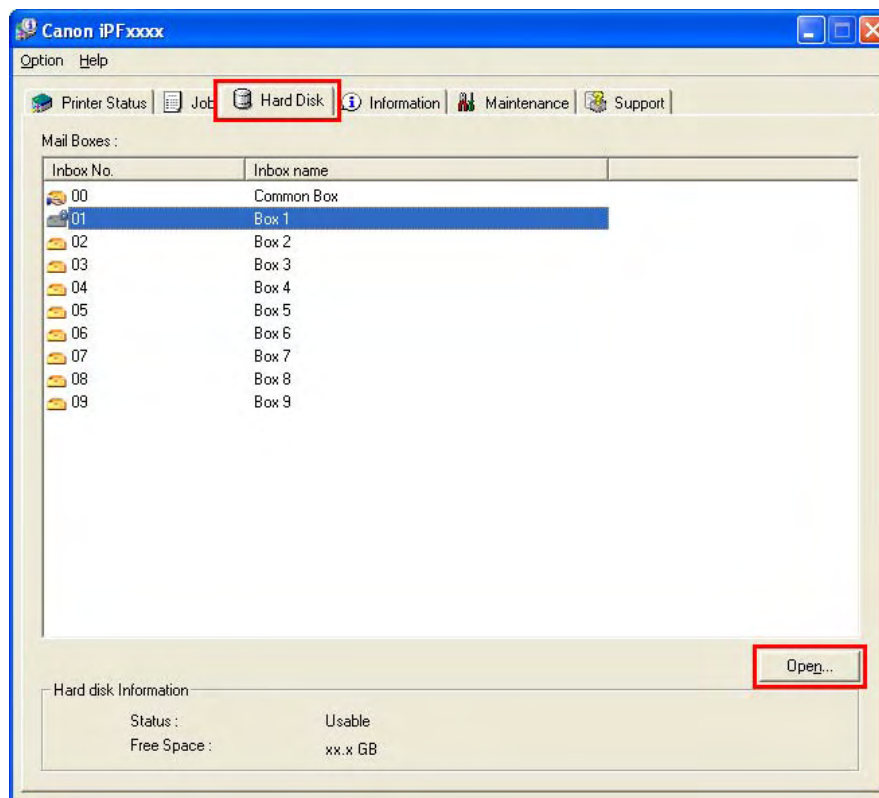 Canon iPFxxxx
Option Help
Printer Status Job Hard Disk Information Maintenance Support
Mail Boxes :
Inbox No. Inbox name
00 Common Box
01 Box 1
02 Box 2
03 Box 3
04 Box 4
05 Box 5
06 Box 6
07 Box 7
08 Box 8
09 Box 9
Open...
Hard disk Information
Status : Usable
Free Space : xx.x GB